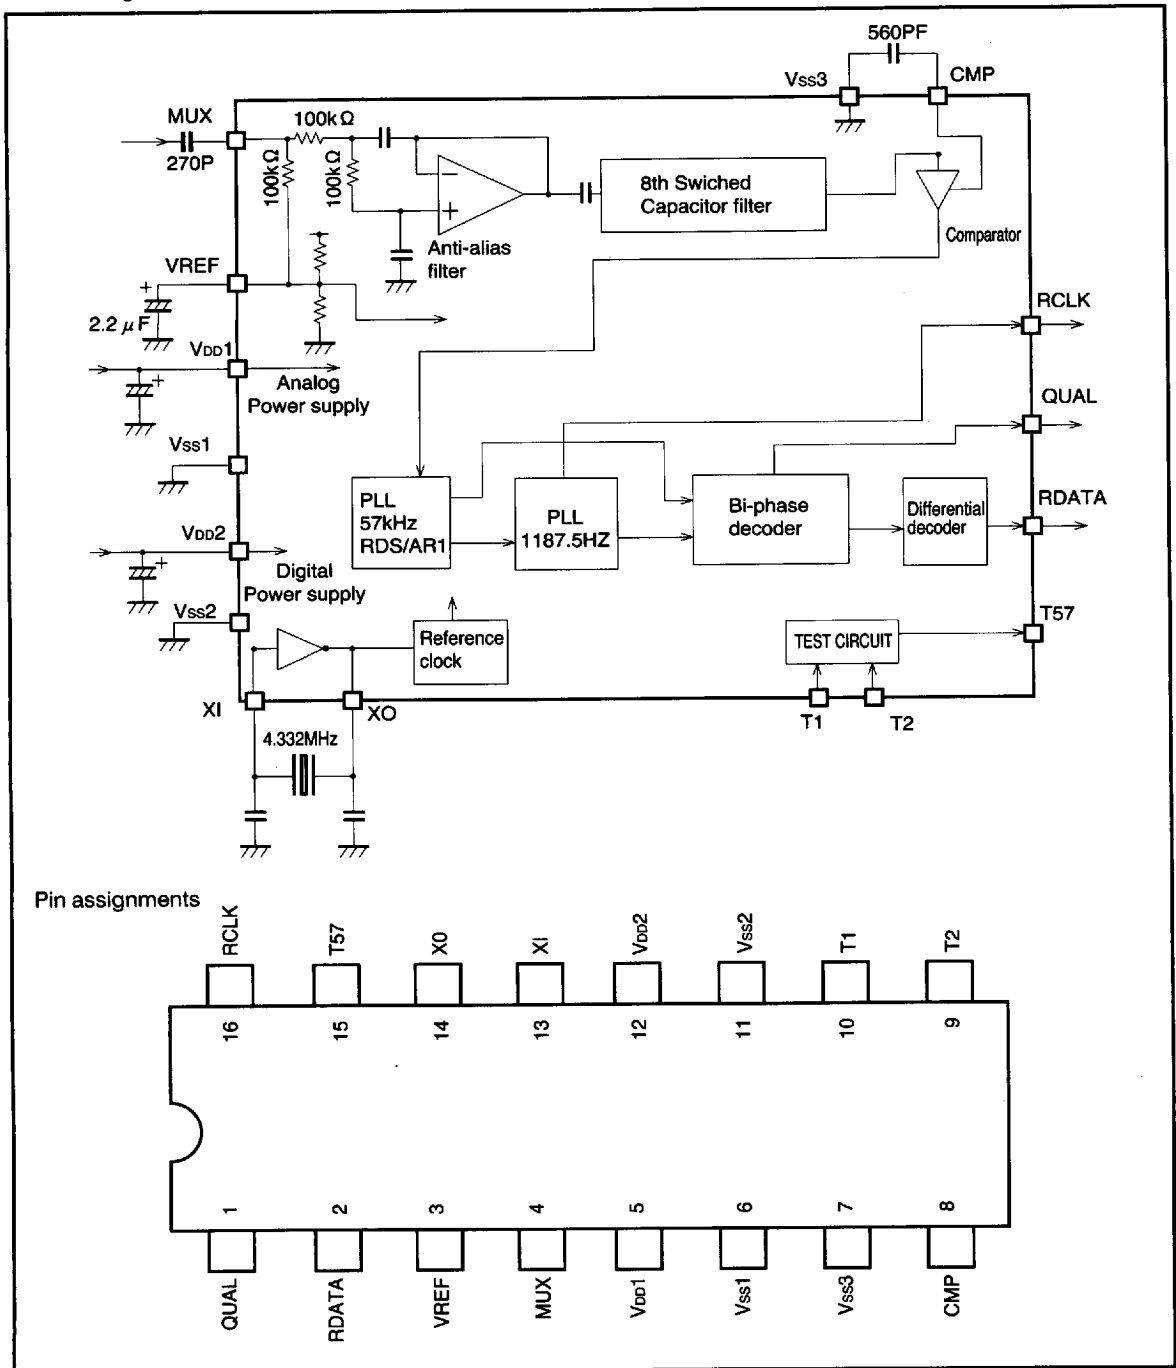 560PF
Vss3
CMP
MUX
100kΩ
270P
100kΩ
100kΩ
8th Swiched
Capacitor filter
Anti-alias
filter
Comparator
VREF
+
2.2 μF
RCLK
VDD1
+
Analog
Power supply
QUAL
Vss1
PLL
57kHz
RDS/AR1
PLL
1187.5HZ
Bi-phase
decoder
Differential
decoder
RDATA
VDD2
+
Digital
Power supply
Vss2
T57
Reference
clock
TEST CIRCUIT
XI
XO
T1
T2
4.332MHz
Pin assignments
RCLK
T57
X0
XI
VDD2
Vss2
T1
T2
16
15
14
13
12
11
10
9
1
2
3
4
5
6
7
8
QUAL
RDATA
VREF
MUX
VDD1
Vss1
Vss3
CMP